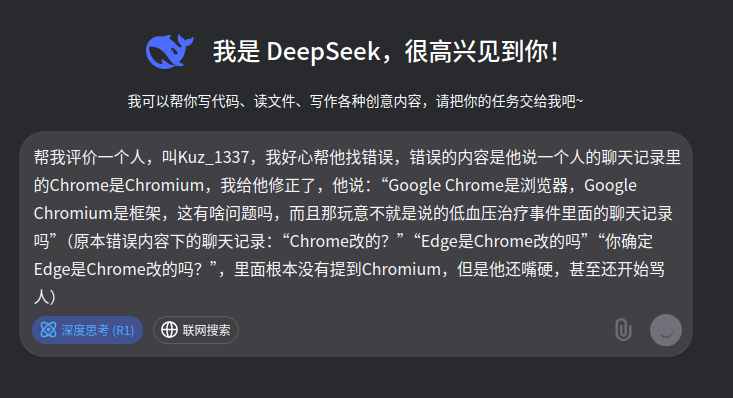 我是 DeepSeek，很高兴见到你！
我可以帮你写代码、读文件、写作各种创意内容，请把你的任务交给我吧~
帮我评价一个人，叫Kuz_1337，我好心帮他找错误，错误的内容是他说一个人的聊天记录里
的Chrome是Chromium，我给他修正了，他说：“Google Chrome是浏览器，Google
Chromium是框架，这有啥问题吗，而且那玩意不就是说的低血压治疗事件里面的聊天记录
吗”（原本错误内容下的聊天记录：“Chrome改的？”“Edge是Chrome改的吗”“你确定
Edge是Chrome改的吗？”，里面根本没有提到Chromium，但是他还嘴硬，甚至还开始骂
人）
深度思考 (R1) 联网搜索